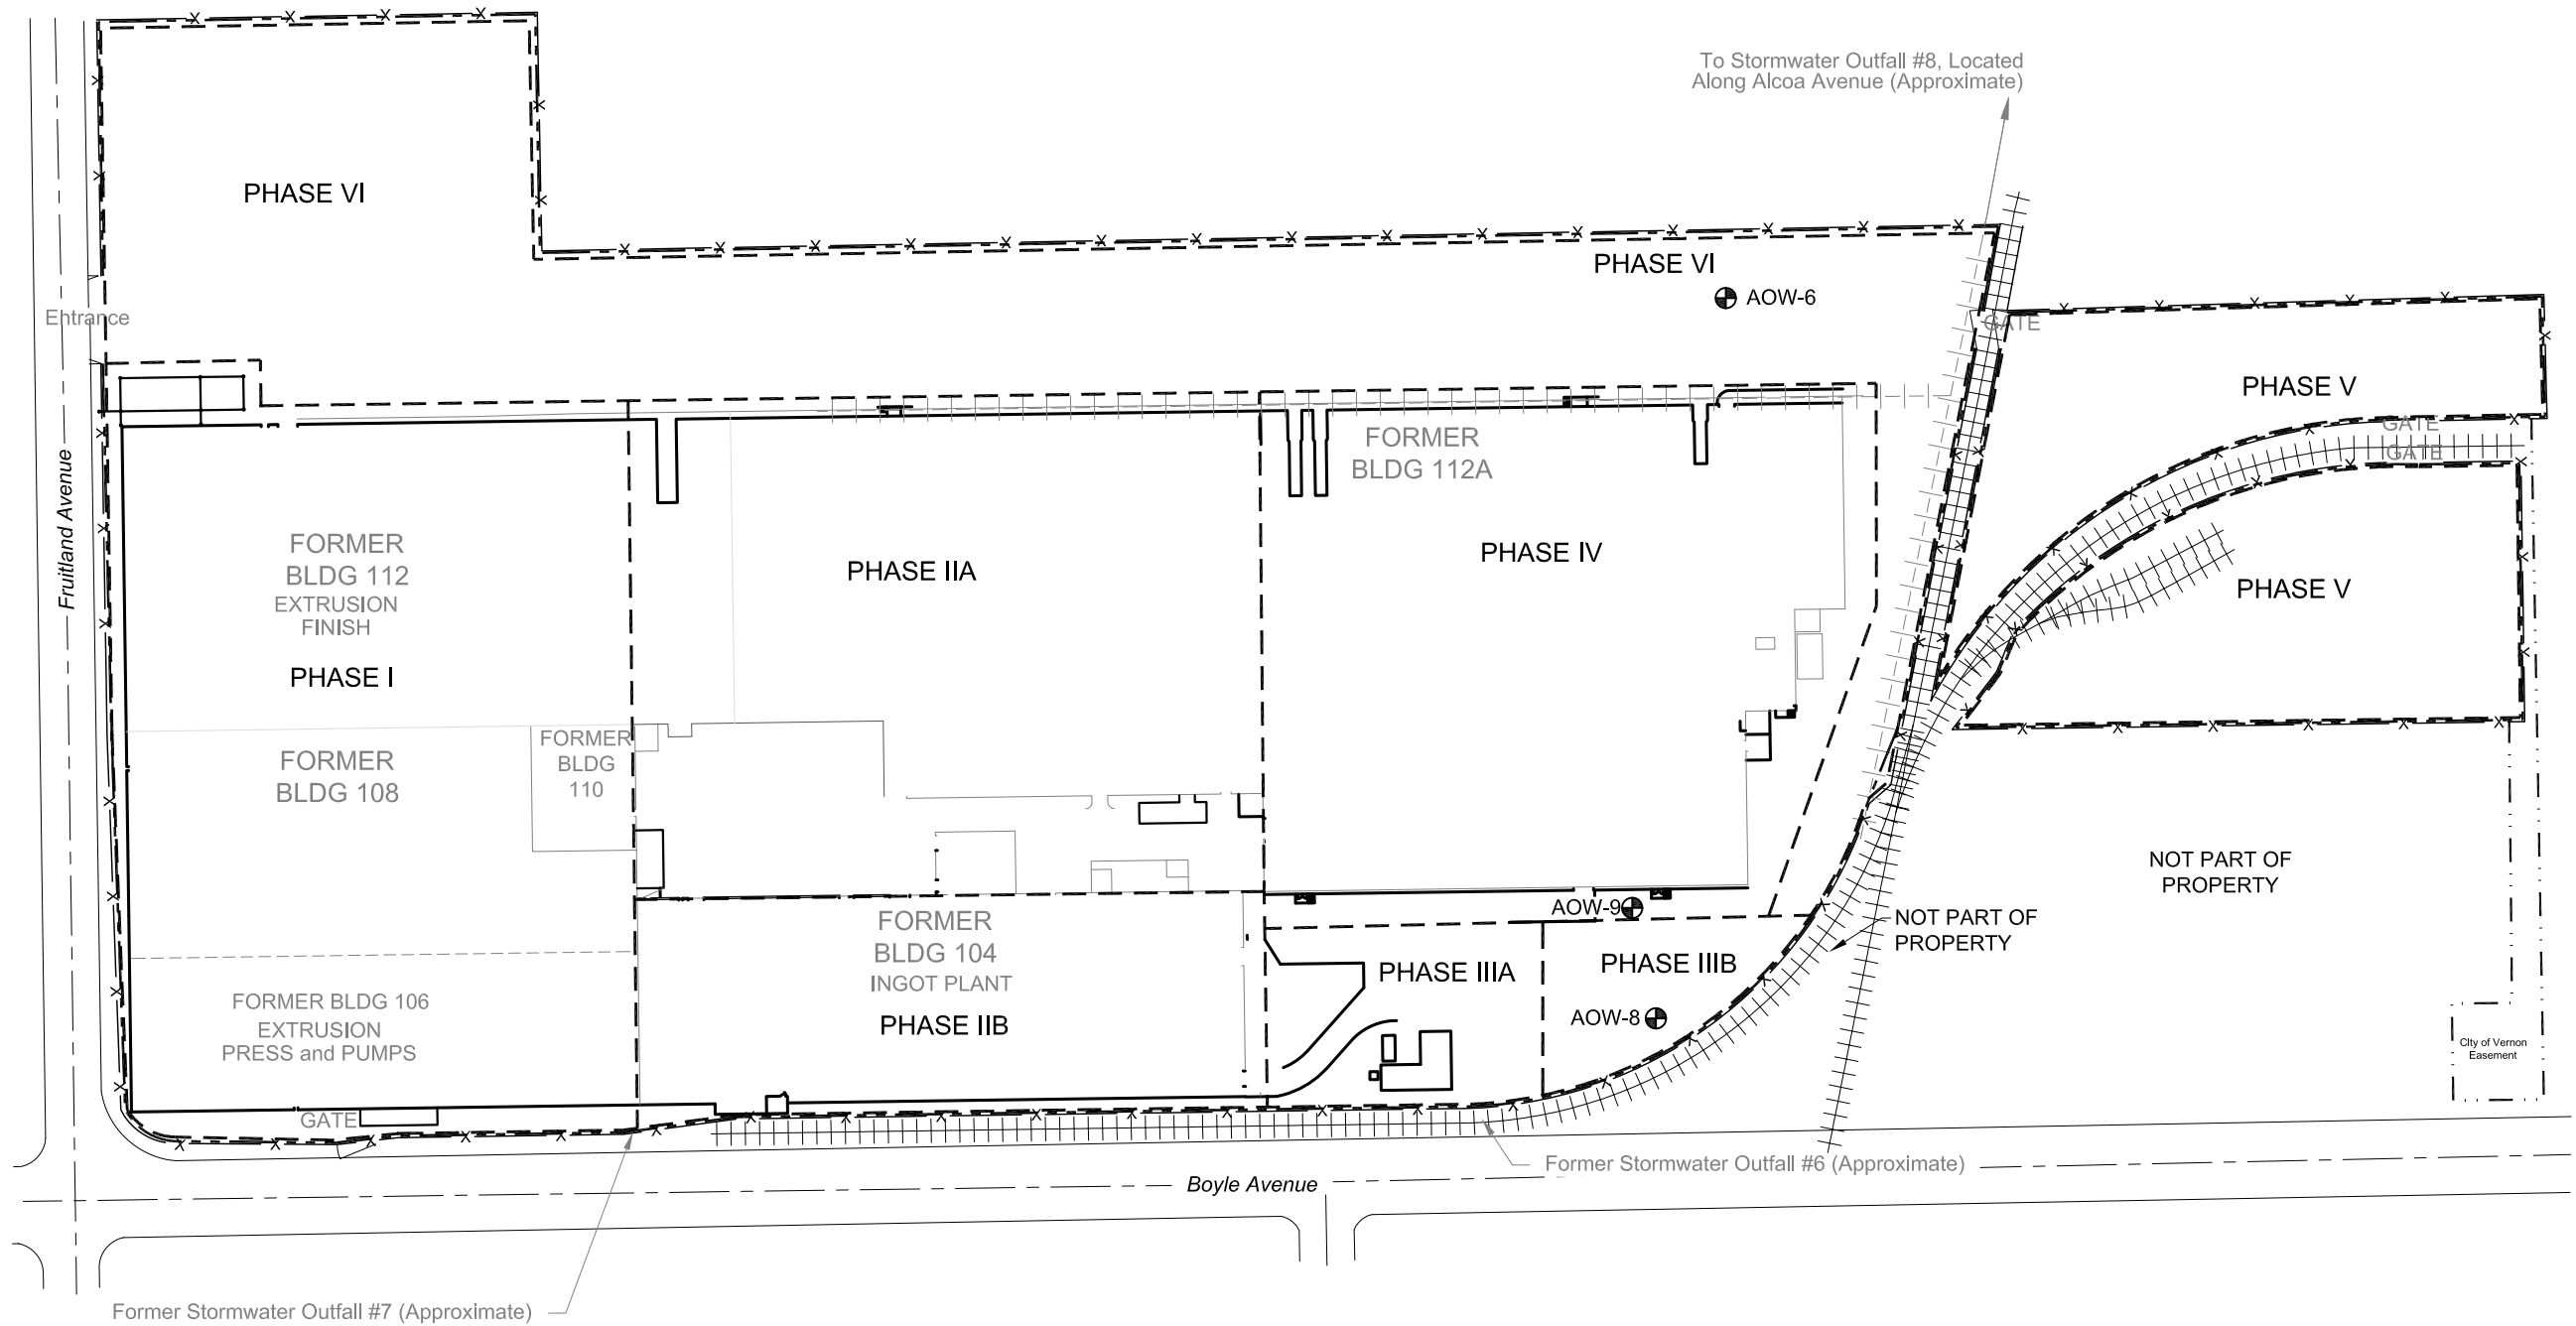 To Stormwater Outfall #8, Located
Along Alcoa Avenue (Approximate)
PHASE VI
PHASE VI
AOW-6
Entrance
GATE
PHASE V
GATE
GATE
FORMER
BLDG 112A
Fruitland Avenue
FORMER
BLDG 112
EXTRUSION
FINISH
PHASE I
PHASE IIA
PHASE IV
PHASE V
FORMER
BLDG 108
FORMER
BLDG
110
NOT PART OF
PROPERTY
AOW-9
NOT PART OF
PROPERTY
FORMER
BLDG 104
INGOT PLANT
PHASE IIB
PHASE IIIA
PHASE IIIB
AOW-8
FORMER BLDG 106
EXTRUSION
PRESS and PUMPS
City of Vernon
Easement
GATE
Former Stormwater Outfall #6 (Approximate)
Boyle Avenue
Former Stormwater Outfall #7 (Approximate)